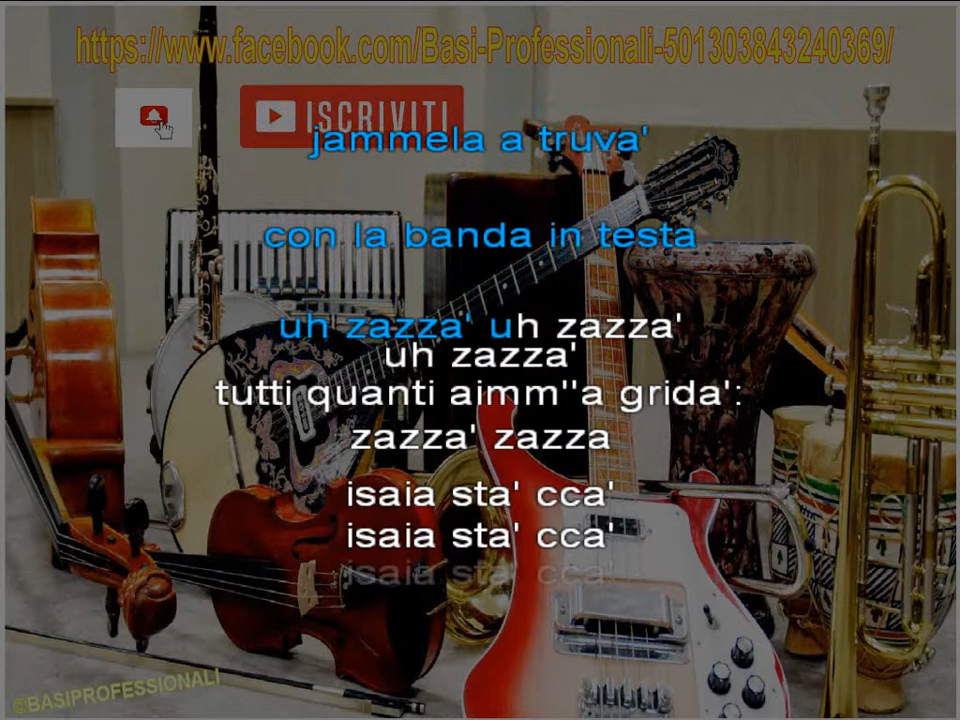 https://www.facebook.com/Basi-Professionali-501303843240369/
ISCRIVITI
jammela a truva'
con la banda in testa
uh zazza' uh zazza'
uh zazza'
tutti quanti aimm''a grida':
zazza' zazza
isaia sta' cca'
isaia sta' cca'
isaia sta' cca'
©BASIPROFESSIONALI